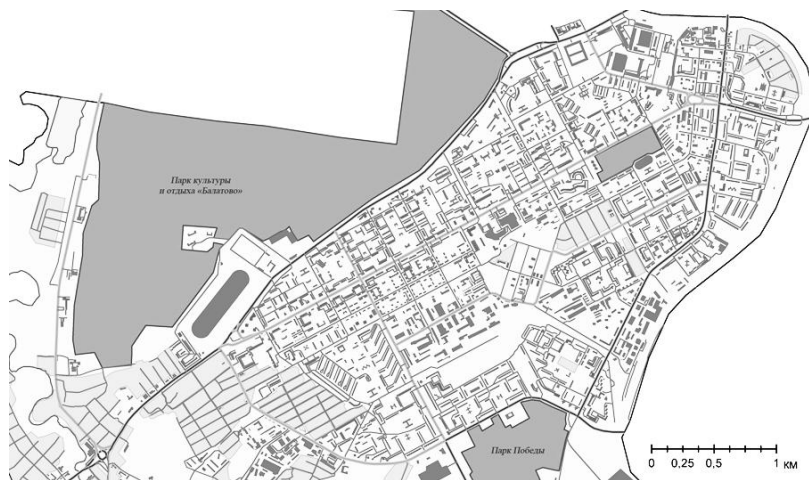 Парк культуры
и отдыха «Балатово»
Парк Победы
0 0,25 0,5 1 км